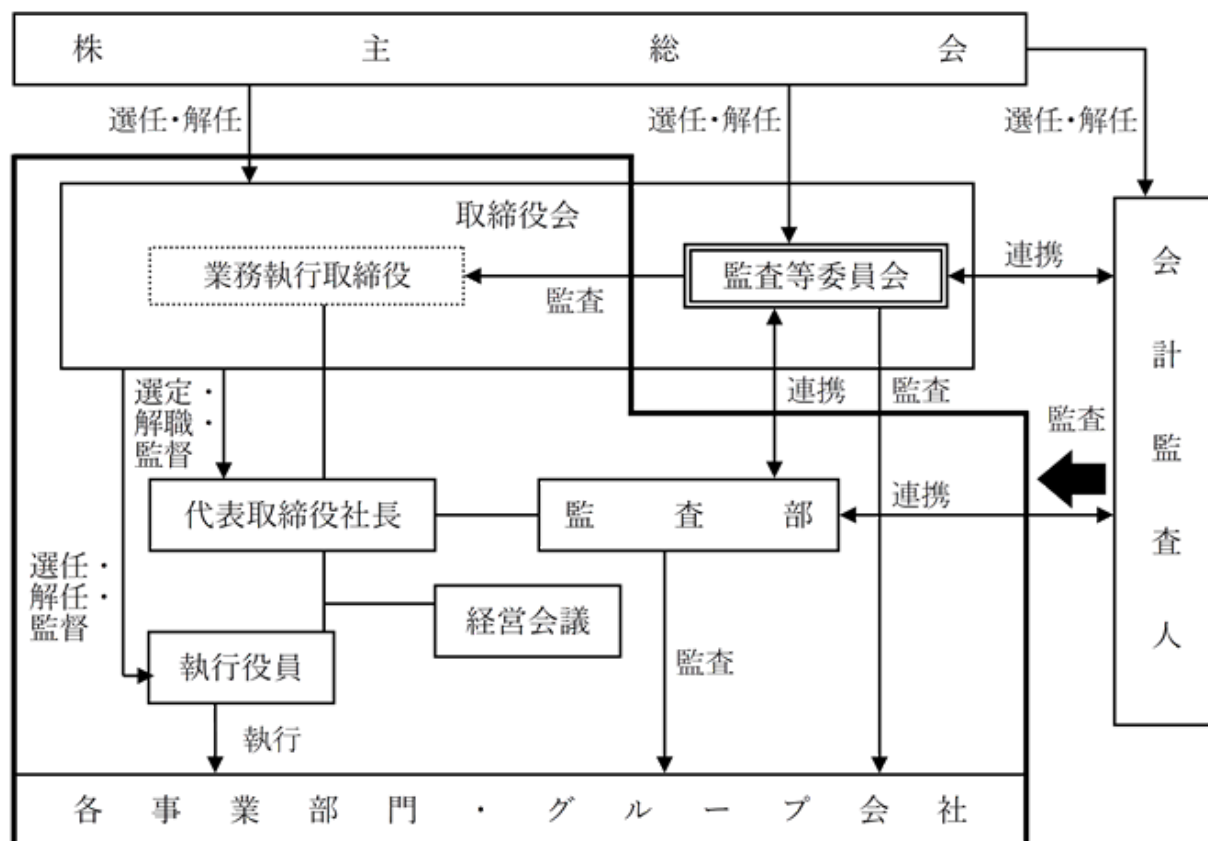 株主総会
選任・解任
選任・解任
選任・解任
取締役会
業務執行取締役
監査
監査等委員会
連携
会計監査人
選定・
解職・
監督
連携
監査
監査
代表取締役社長
監査部
連携
選任・
解任・
監督
経営会議
執行役員
監査
執行
各事業部門・グループ会社